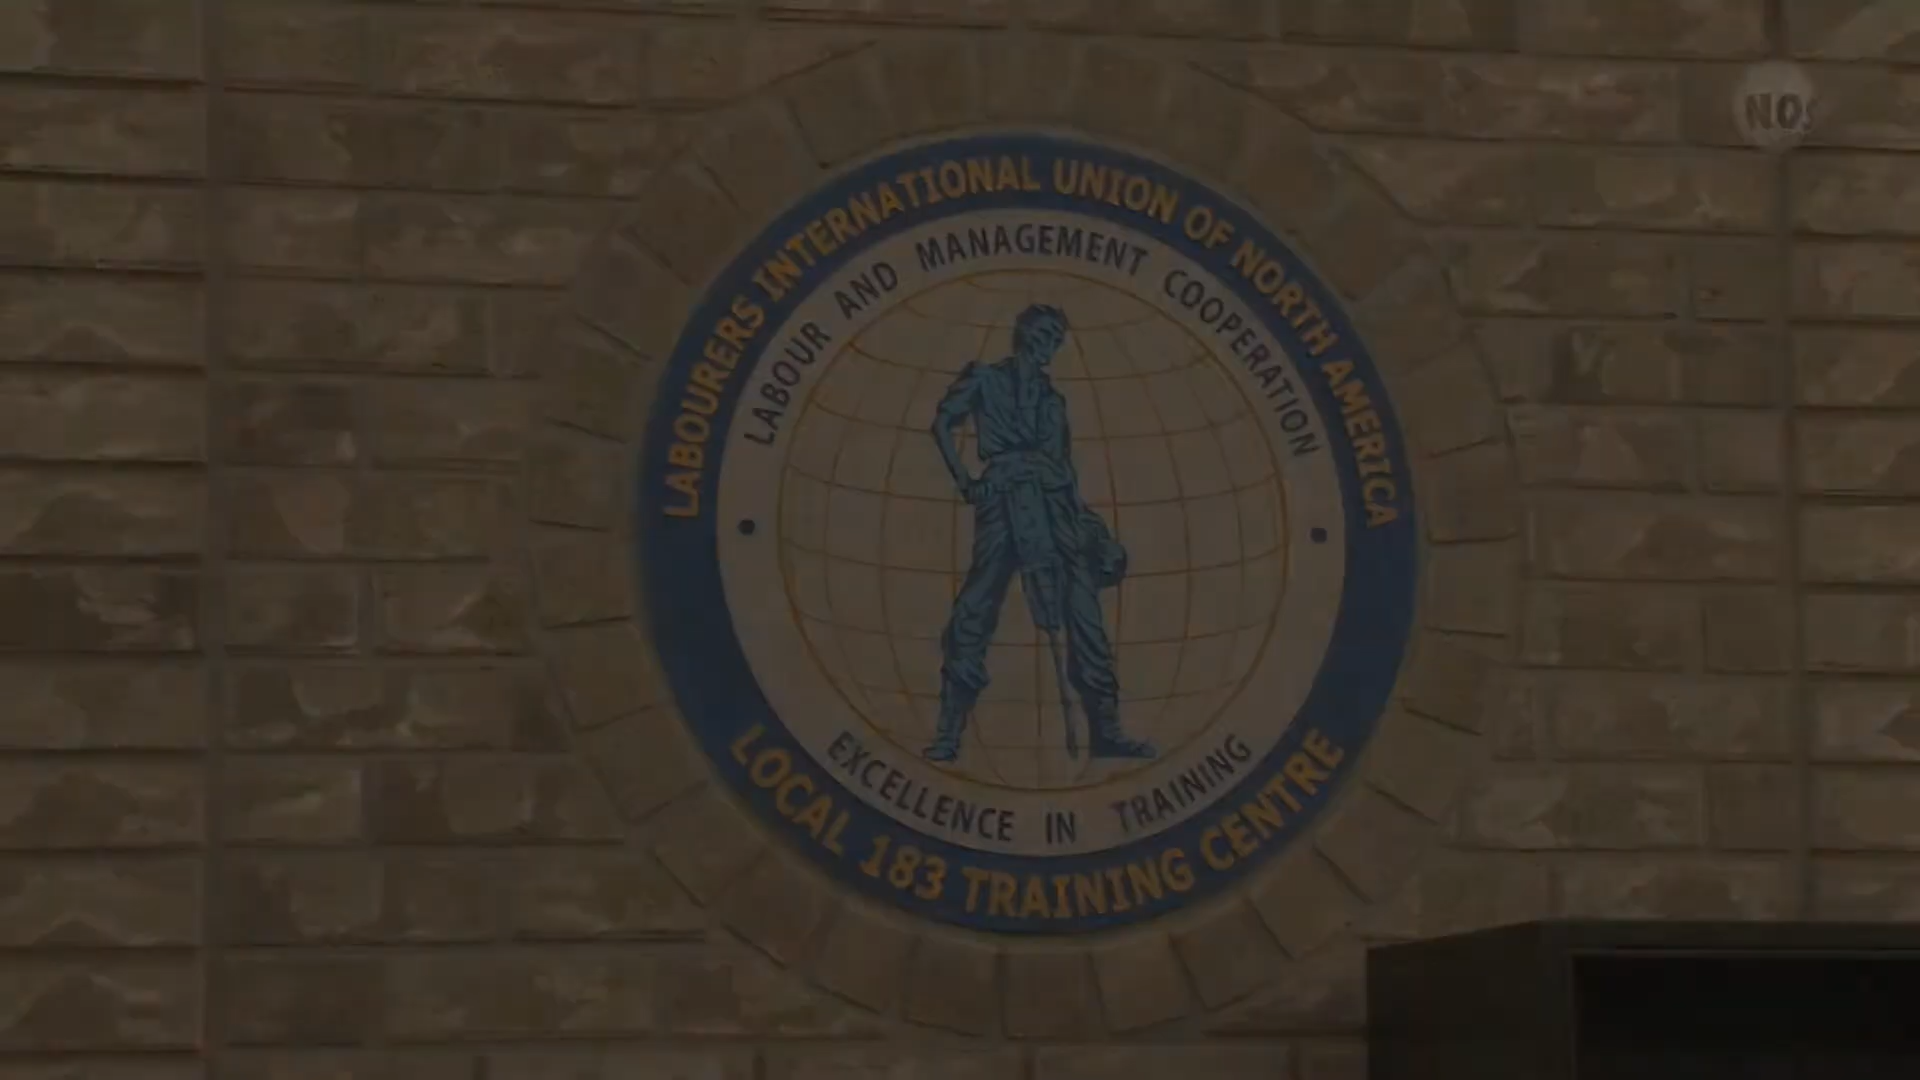 LABOURERS INTERNATIONAL UNION OF NORTH AMERICA
LABOUR AND MANAGEMENT COOPERATION
EXCELLENCE IN TRAINING
LOCAL 183 TRAINING CENTRE